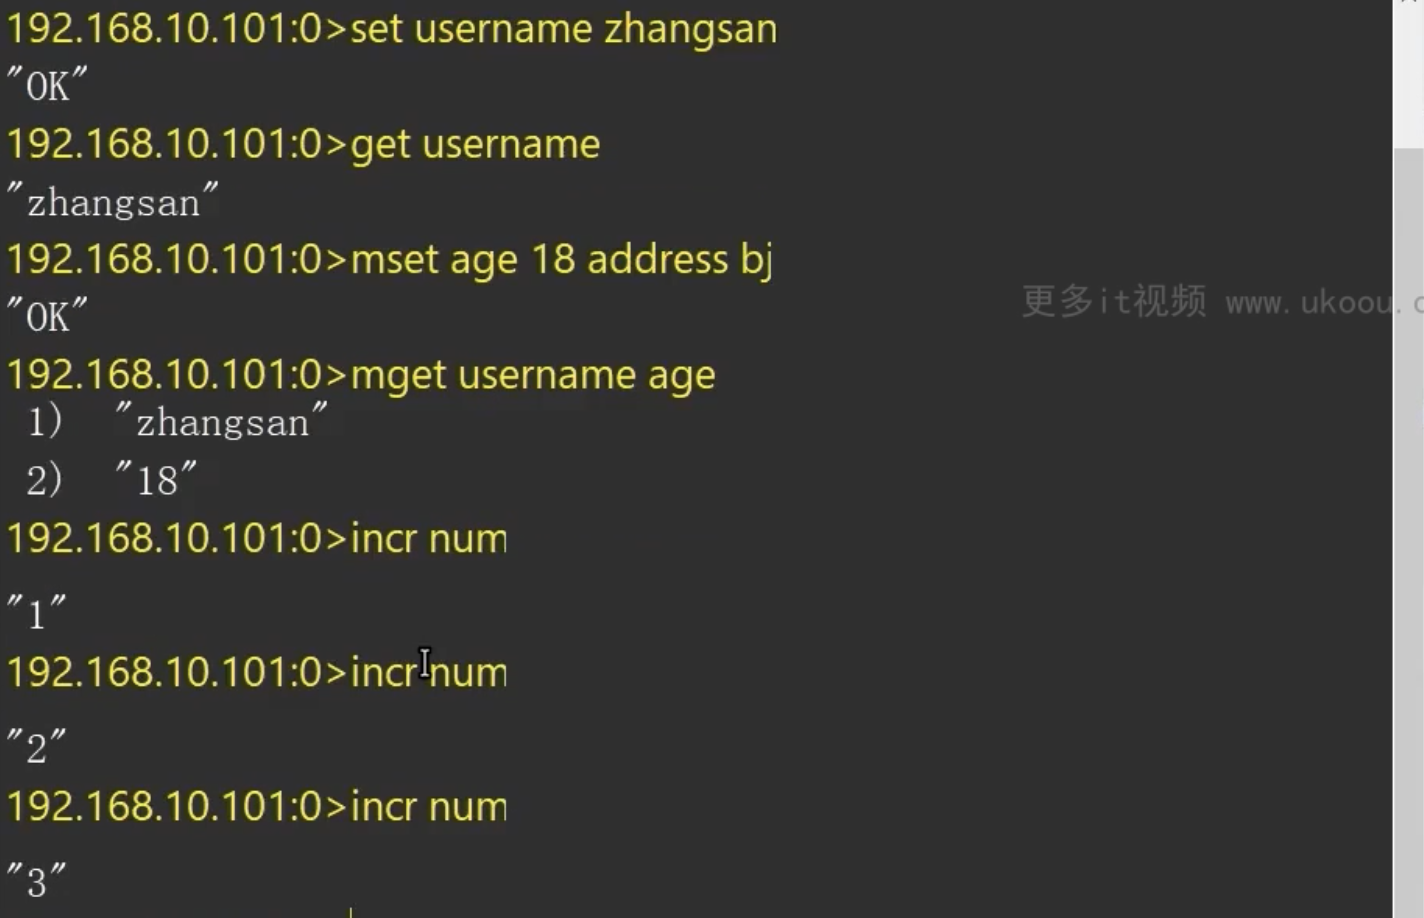 192.168.10.101:0>set username zhangsan
"OK"
192.168.10.101:0>get username
"zhangsan"
192.168.10.101:0>mset age 18 address bj
"OK"
更多it视频 www.ukoou.
192.168.10.101:0>mget username age
1) "zhangsan"
2) "18"
192.168.10.101:0>incr num
"1"
192.168.10.101:0>incr num
"2"
192.168.10.101:0>incr num
"3"